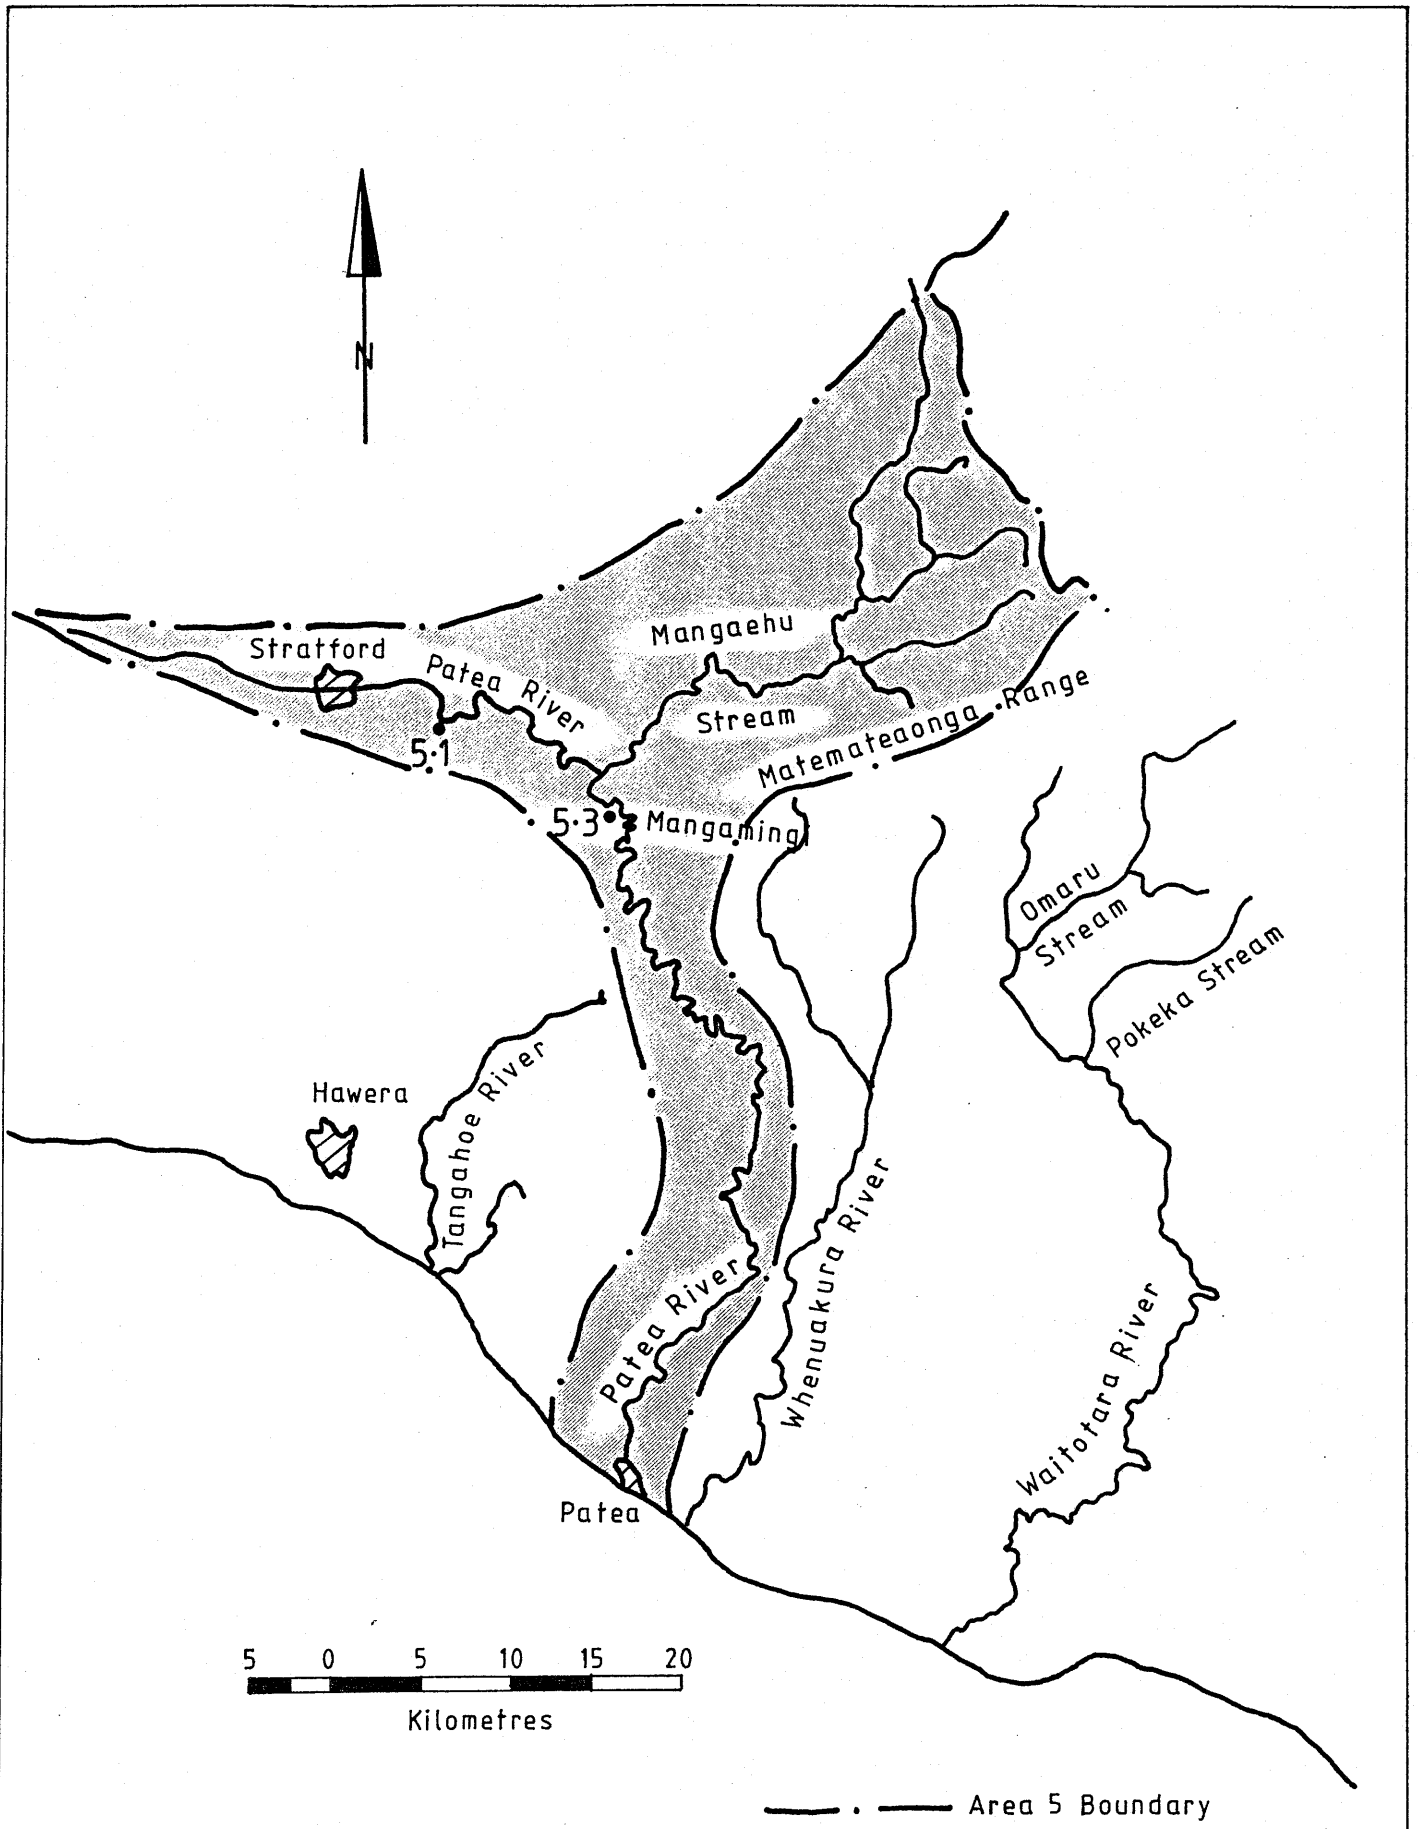 N
Mangaehu
Stratford
Patea River
Stream
Matemateaonga Range
5·1
5·3
Mangamingi
Omaru
Stream
Pokeka Stream
Hawera
Tangahoe River
Whenuakura River
Patea River
Waitotara River
Patea
5 0 5 10 15 20
Kilometres
Area 5 Boundary